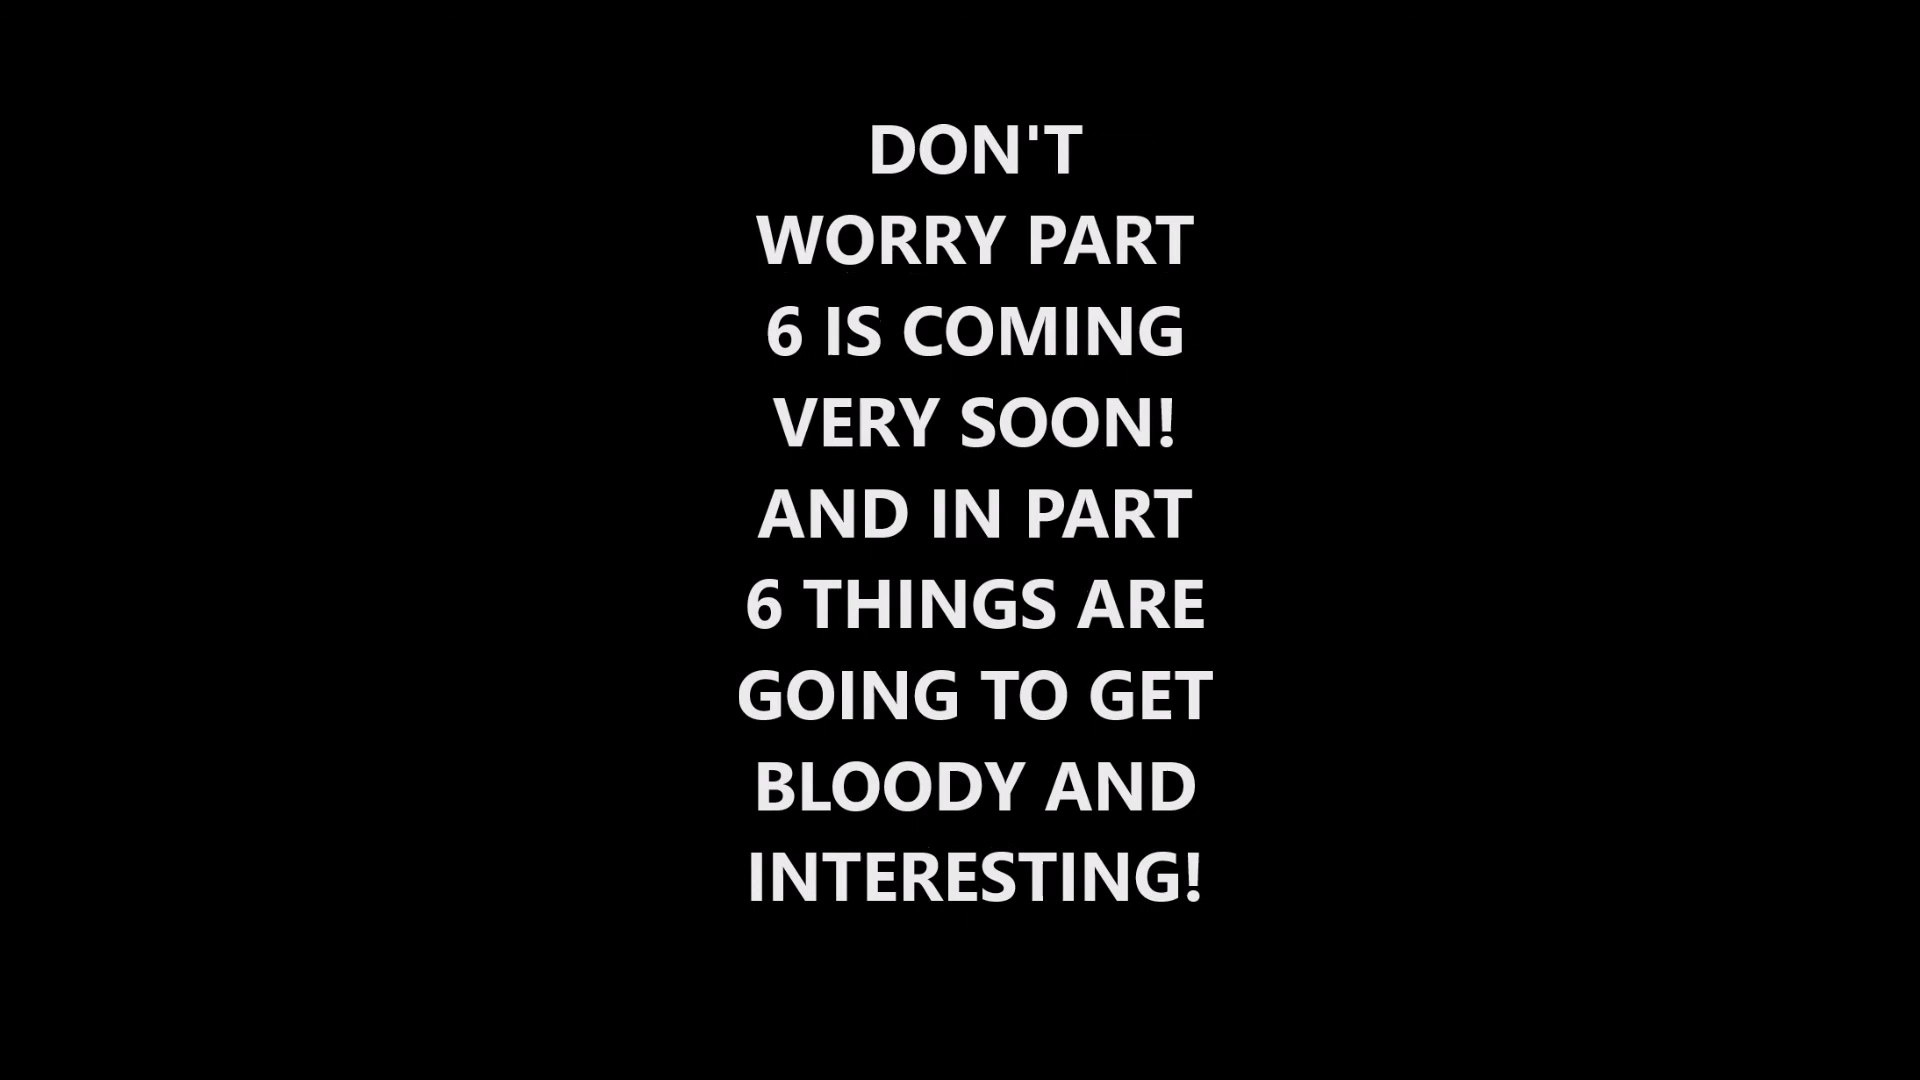 DON'T
WORRY PART
6 IS COMING
VERY SOON!
AND IN PART
6 THINGS ARE
GOING TO GET
BLOODY AND
INTERESTING!